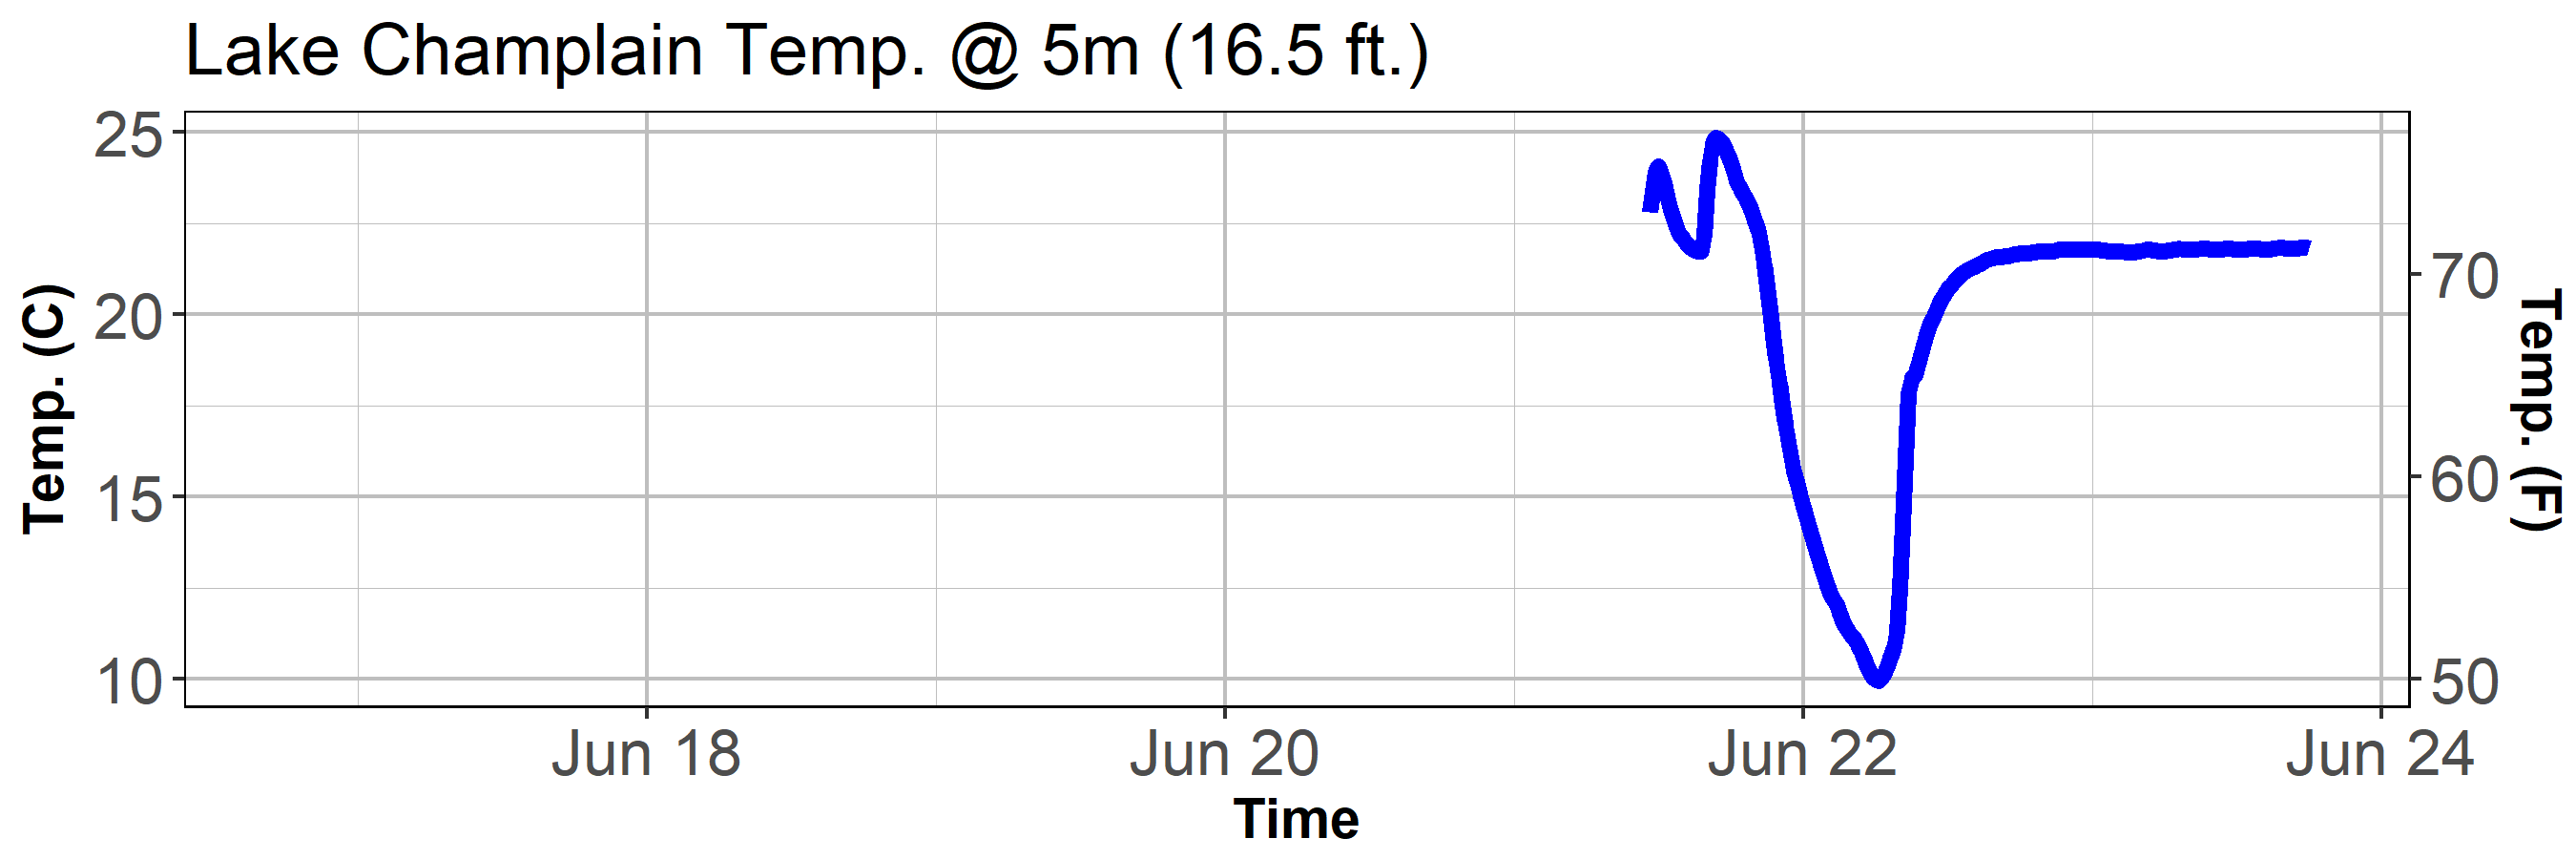 Lake Champlain Temp. @ 5m (16.5 ft.)
25
20
15
10
Temp. (C)
70
60
50
Temp. (F)
Jun 18
Jun 20
Jun 22
Jun 24
Time